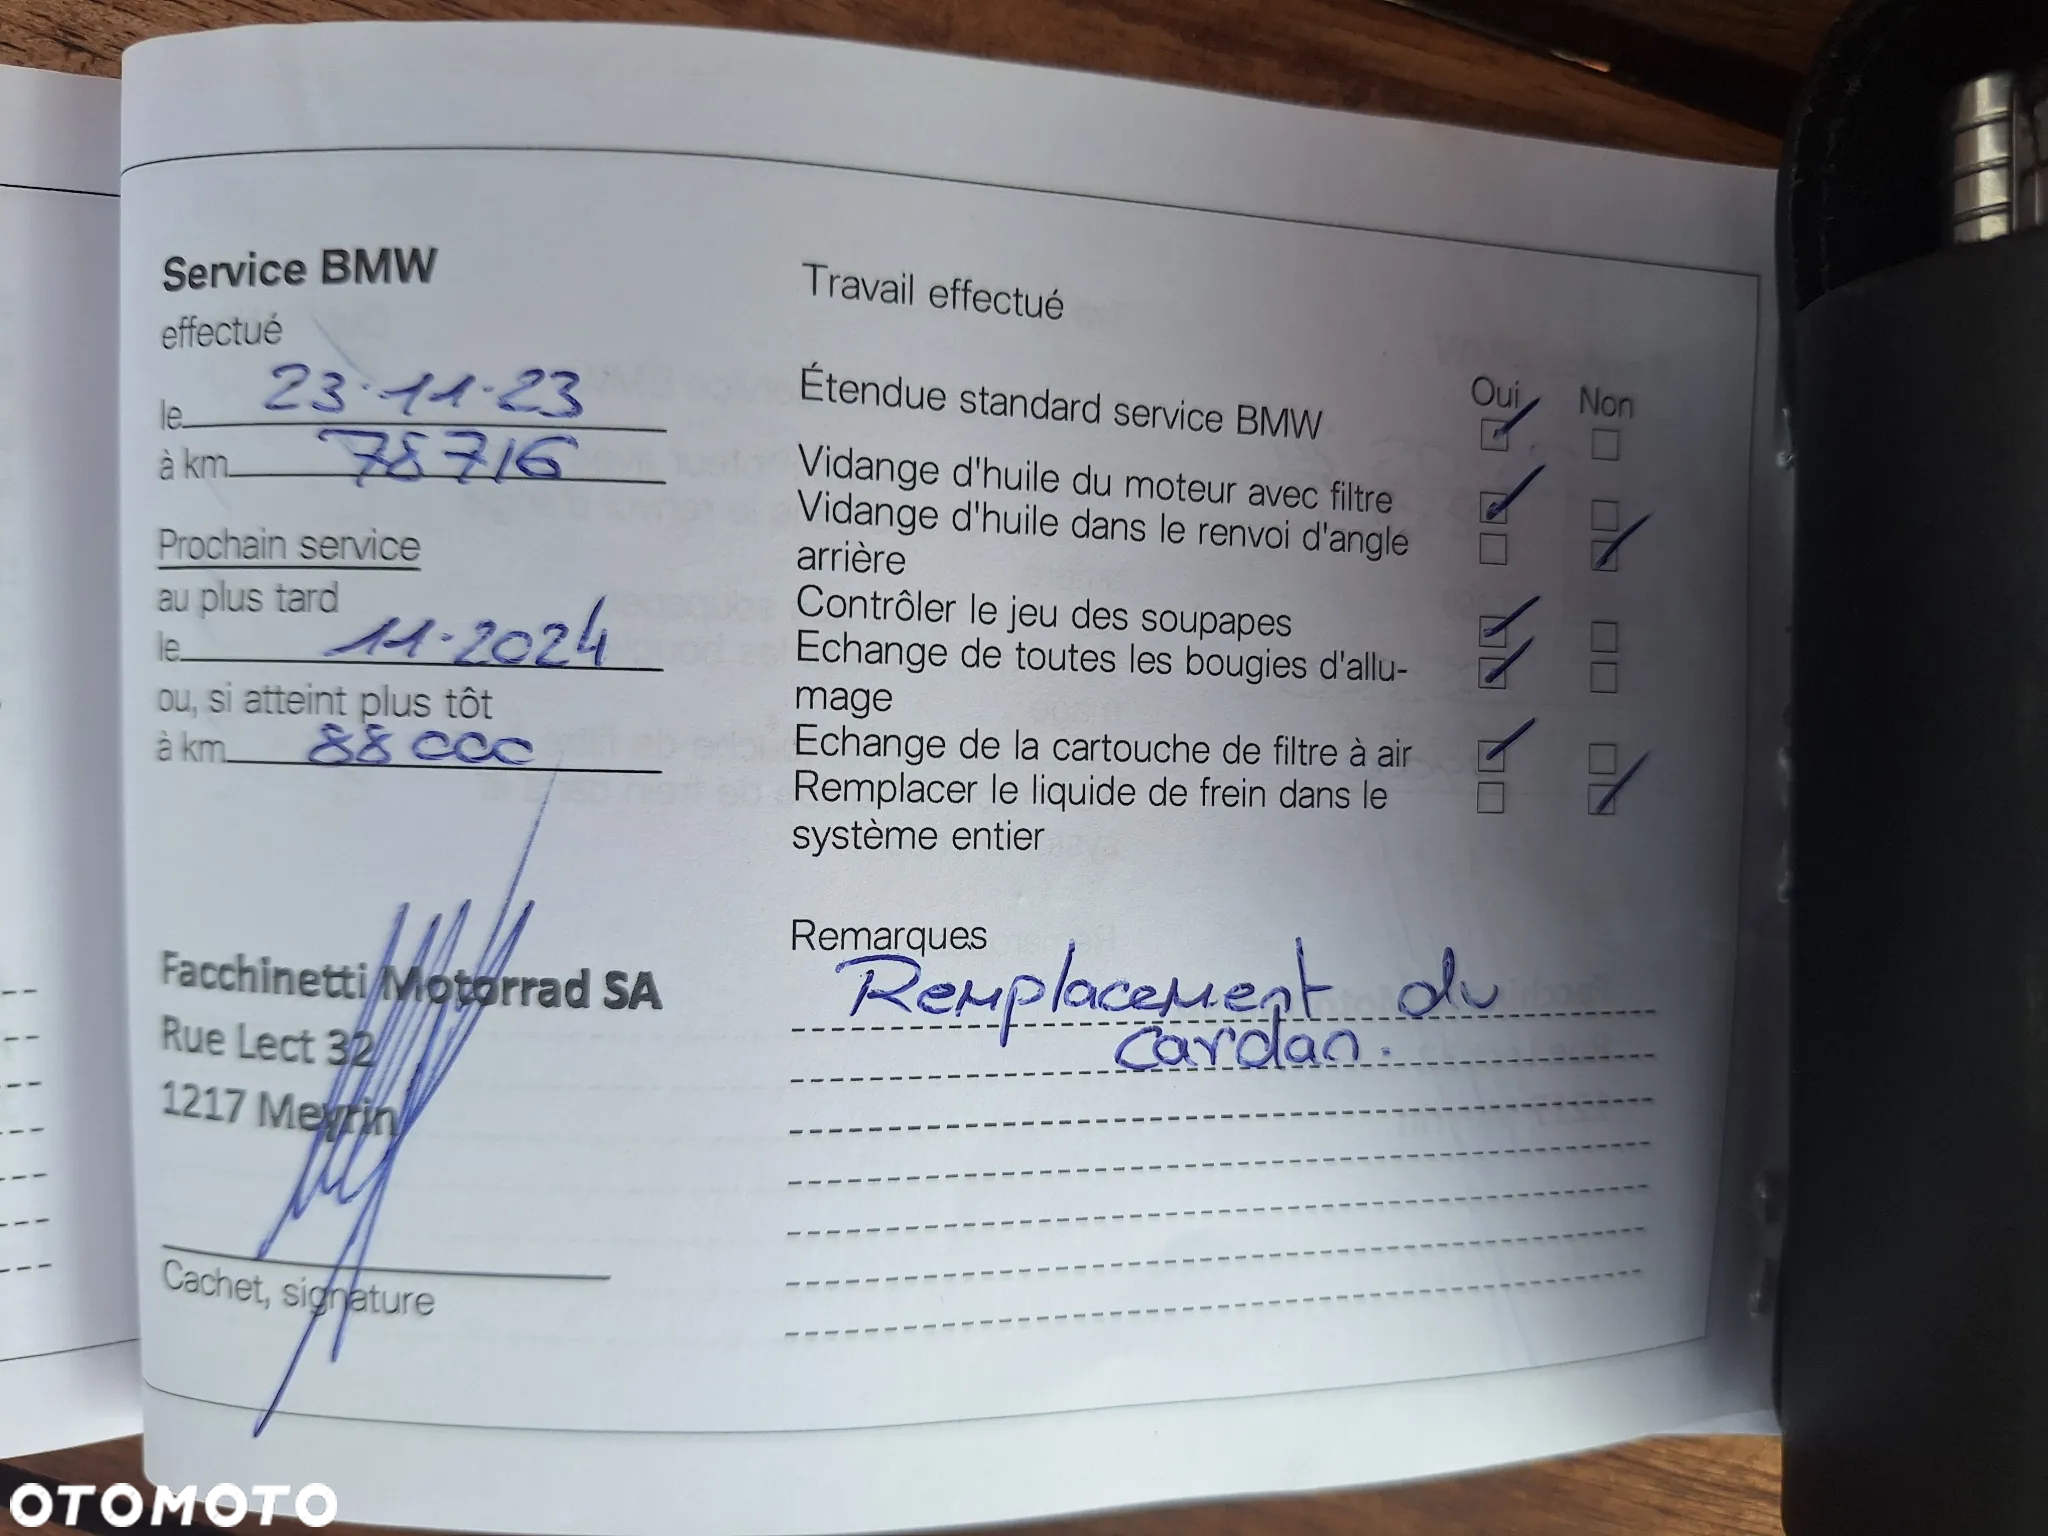 Service BMW
effectué
le 23.11.23
à km 78716
Prochain service
au plus tard
le 11.2024
ou, si atteint plus tôt
à km 88 000
Facchinetti Motorrad SA
Rue Lect 32
1217 Meyrin
Cachet, signature
Travail effectué
Oui Non
Étendue standard service BMW
Vidange d'huile du moteur avec filtre
Vidange d'huile dans le renvoi d'angle
arrière
Contrôler le jeu des soupapes
Echange de toutes les bougies d'allu-
mage
Echange de la cartouche de filtre à air
Remplacer le liquide de frein dans le
système entier
Remarques
Remplacement du
cardan.
OTOMOTO